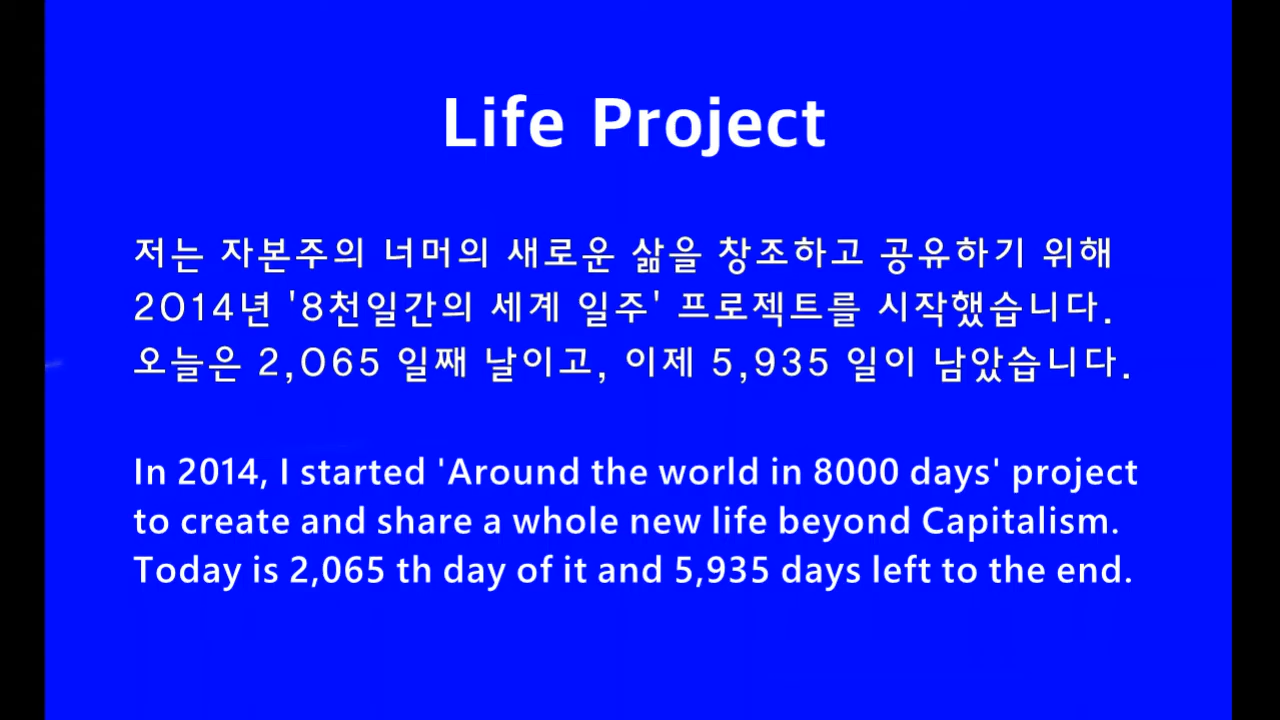 Life Project
저는 자본주의 너머의 새로운 삶을 창조하고 공유하기 위해
2014년 '8천일간의 세계 일주' 프로젝트를 시작했습니다.
오늘은 2,065 일째 날이고, 이제 5,935 일이 남았습니다.
In 2014, I started 'Around the world in 8000 days' project
to create and share a whole new life beyond Capitalism.
Today is 2,065 th day of it and 5,935 days left to the end.